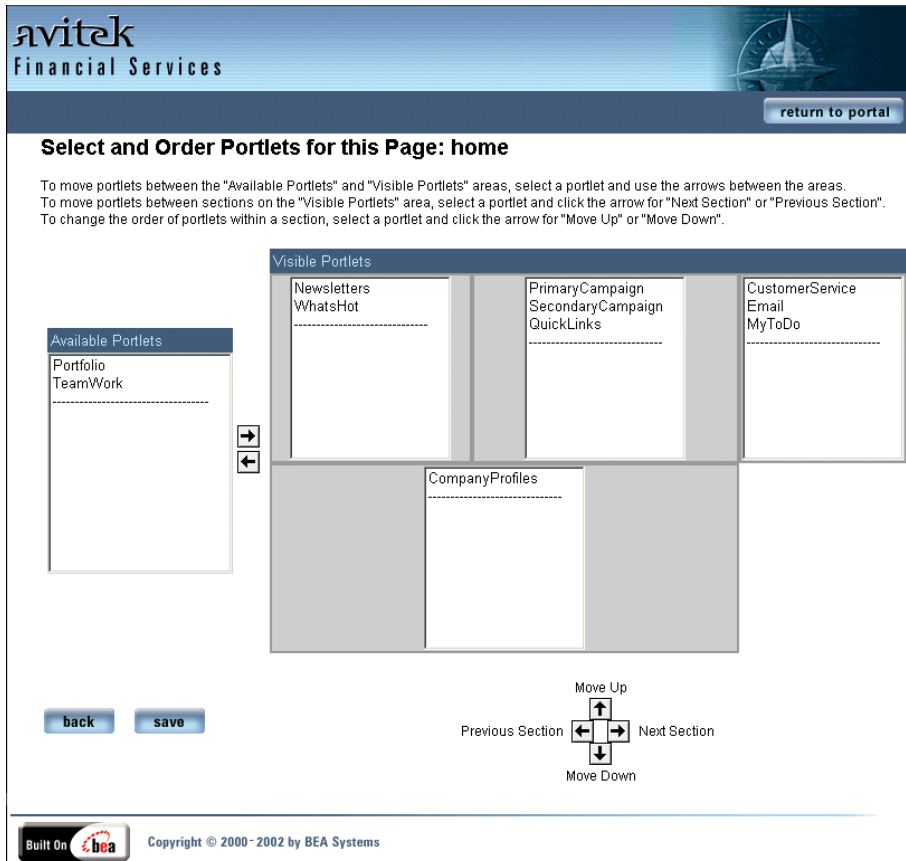 avitek
Financial Services
return to portal
Select and Order Portlets for this Page: home
To move portlets between the "Available Portlets" and "Visible Portlets" areas, select a portlet and use the arrows between the areas.
To move portlets between sections on the "Visible Portlets" area, select a portlet and click the arrow for "Next Section" or "Previous Section".
To change the order of portlets within a section, select a portlet and click the arrow for "Move Up" or "Move Down".
Visible Portlets
Newsletters
WhatsHot
------------------------------
PrimaryCampaign
SecondaryCampaign
QuickLinks
------------------------------
CustomerService
Email
MyToDo
------------------------------
Available Portlets
Portfolio
TeamWork
-----------------------------------
CompanyProfiles
------------------------------
Move Up
Previous Section
Next Section
Move Down
back
save
Built On bea
Copyright © 2000-2002 by BEA Systems